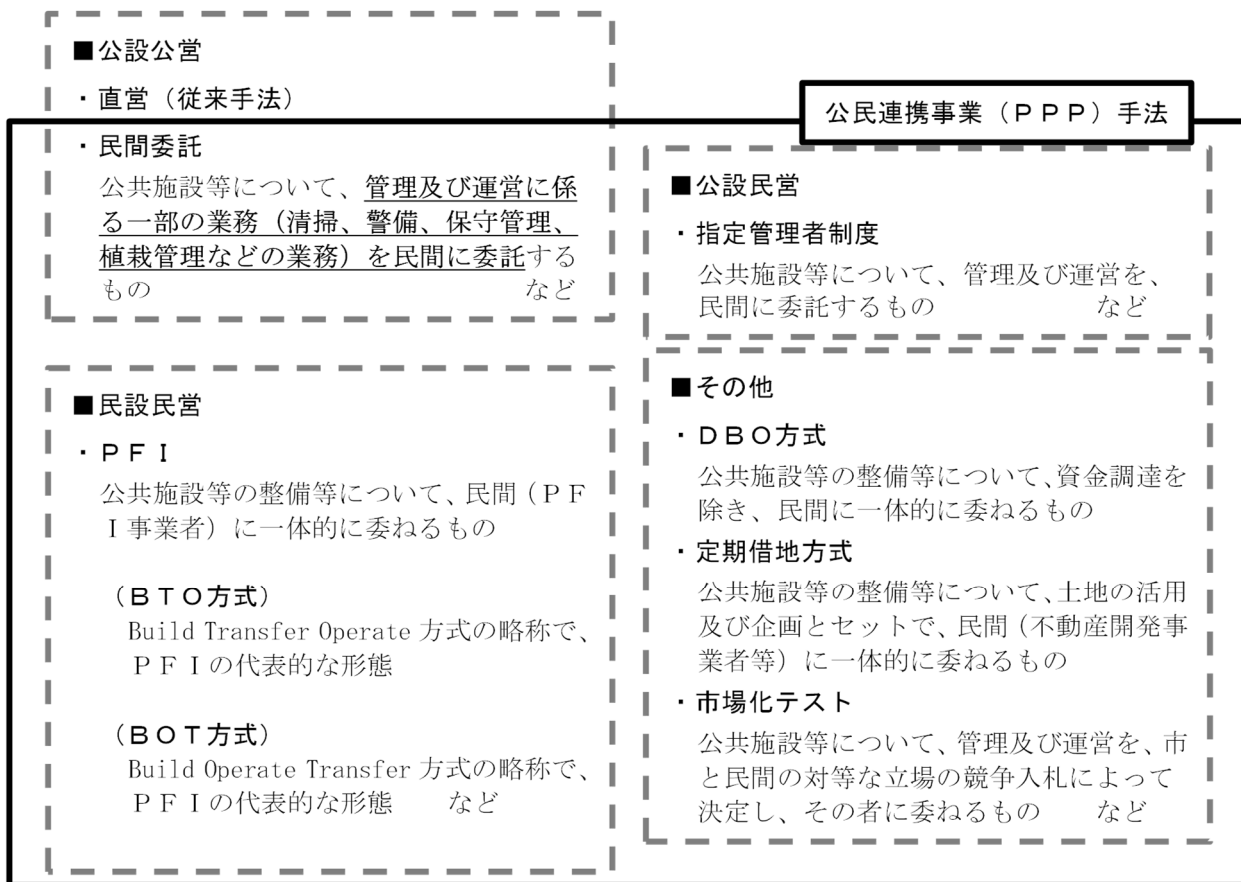 ■公設公営
・直営（従来手法）
・民間委託
公共施設等について、管理及び運営に係
る一部の業務（清掃、警備、保守管理、
植栽管理などの業務）を民間に委託する
もの　など
公民連携事業（ＰＰＰ）手法
■公設民営
・指定管理者制度
公共施設等について、管理及び運営を、
民間に委託するもの　など
■民設民営
・ＰＦＩ
公共施設等の整備等について、民間（ＰＦ
Ｉ事業者）に一体的に委ねるもの
（ＢＴＯ方式）
Build Transfer Operate 方式の略称で、
ＰＦＩの代表的な形態
（ＢＯＴ方式）
Build Operate Transfer 方式の略称で、
ＰＦＩの代表的な形態　など
■その他
・ＤＢＯ方式
公共施設等の整備等について、資金調達を
除き、民間に一体的に委ねるもの
・定期借地方式
公共施設等の整備等について、土地の活用
及び企画とセットで、民間（不動産開発事
業者等）に一体的に委ねるもの
・市場化テスト
公共施設等について、管理及び運営を、市
と民間の対等な立場の競争入札によって
決定し、その者に委ねるもの　など